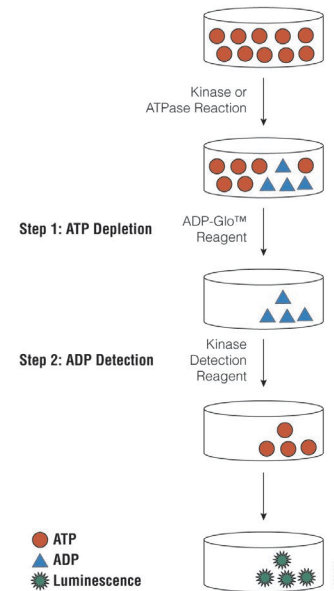 Kinase or
ATPase Reaction
Step 1: ATP Depletion
ADP-Glo™
Reagent
Step 2: ADP Detection
Kinase
Detection
Reagent
ATP
ADP
Luminescence